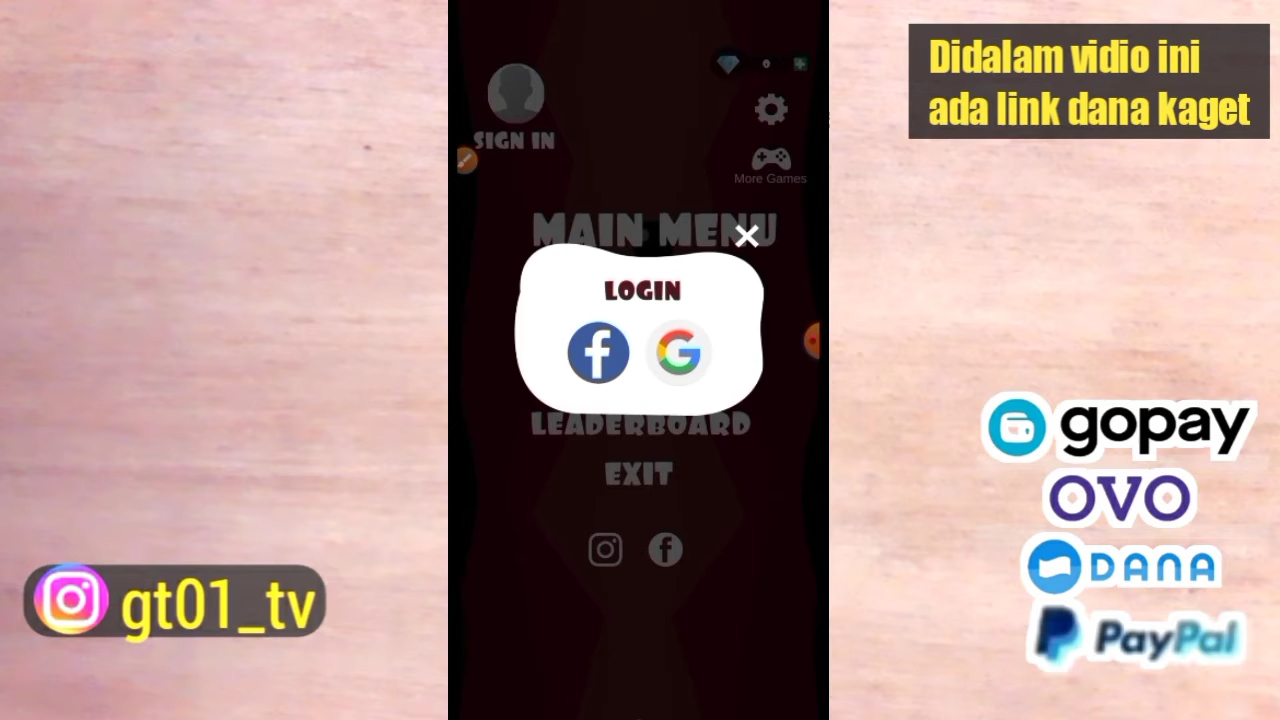 Didalam vidio ini
ada link dana kaget
0
SIGN IN
More Games
MAIN MENU
LOGIN
LEADERBOARD
EXIT
gopay
OVO
DANA
PayPal
gt01_tv